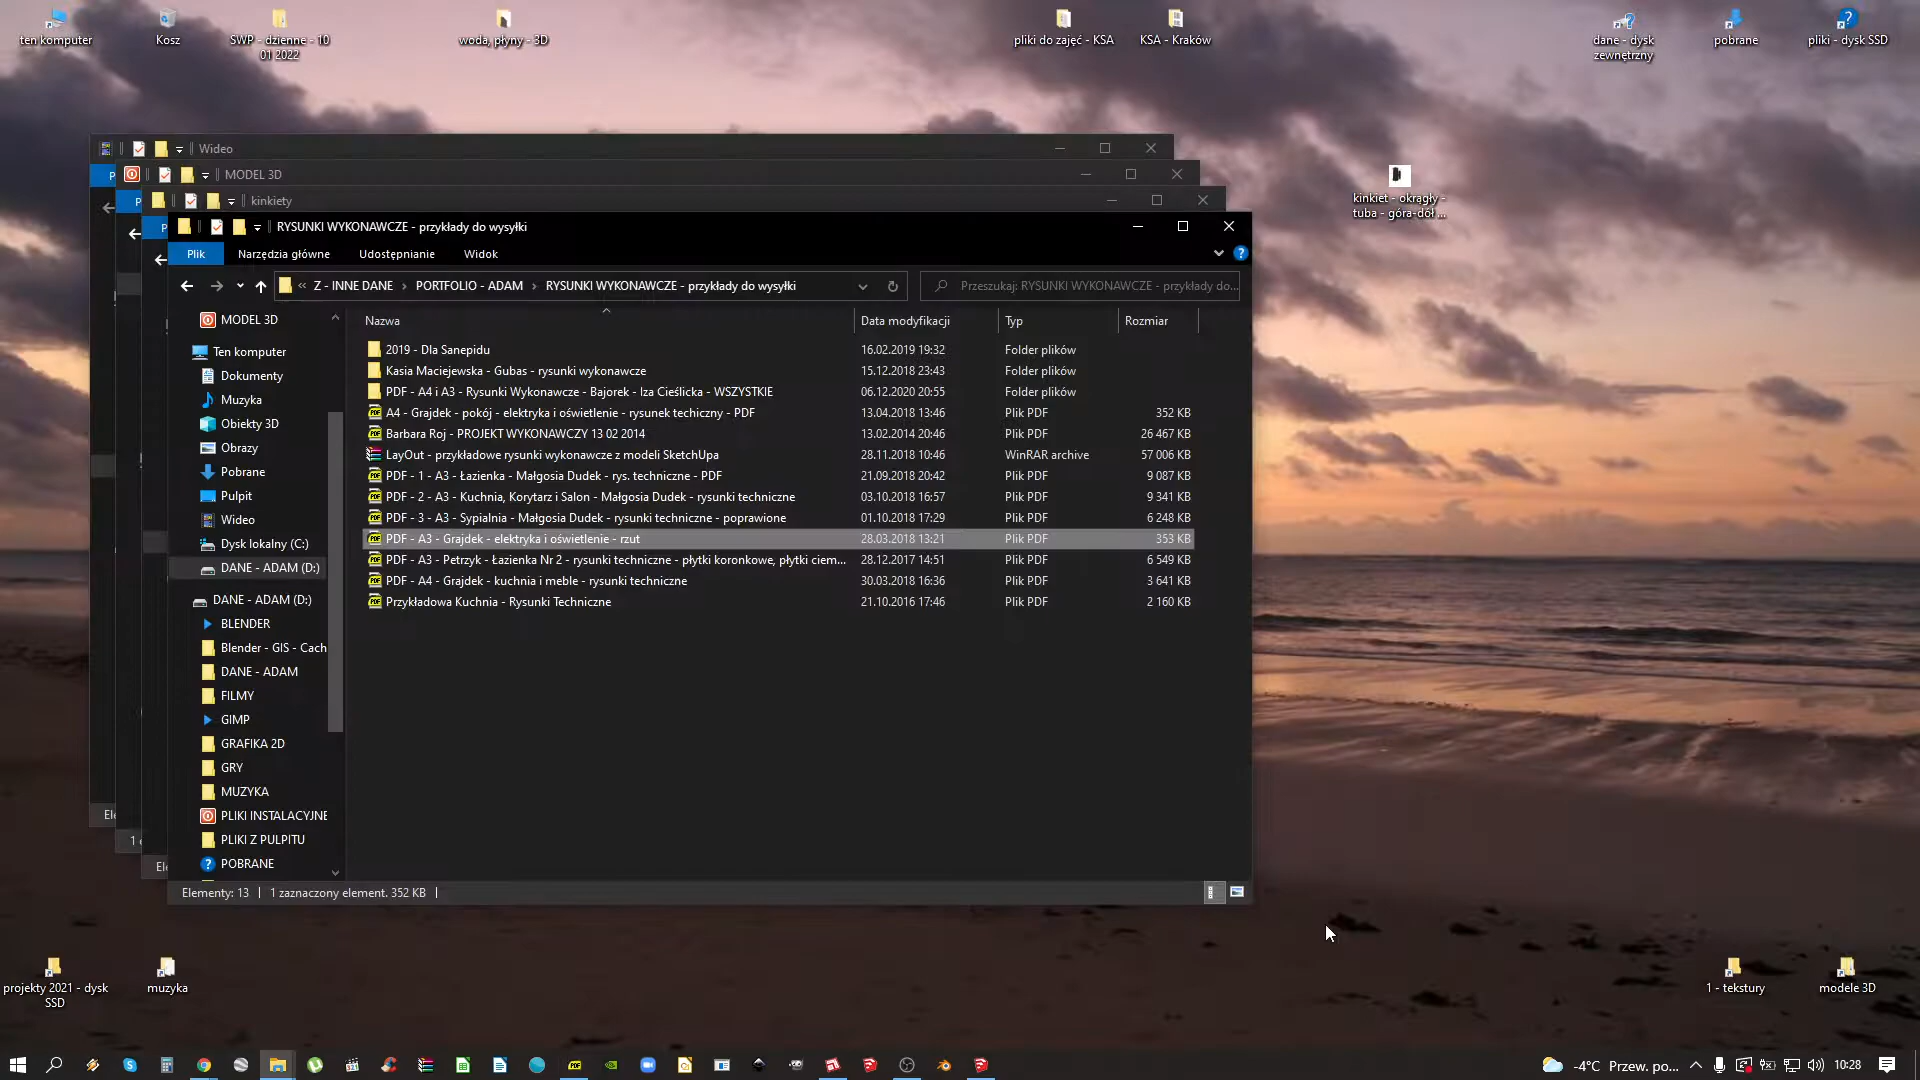 ten komputer
Kosz
SWP - dzienne - 10
01 2022
woda, płyny - 3D
pliki do zajęć - KSA
KSA - Kraków
dane - dysk
zewnętrzny
pobrane
pliki - dysk SSD
kinkiet - okrągły -
tuba - góra-dół ...
Wideo
MODEL 3D
kinkiety
RYSUNKI WYKONAWCZE - przykłady do wysyłki
Plik
Narzędzia główne
Udostępnianie
Widok
« Z - INNE DANE › PORTFOLIO - ADAM › RYSUNKI WYKONAWCZE - przykłady do wysyłki
Przeszukaj: RYSUNKI WYKONAWCZE - przykłady do...
MODEL 3D
Ten komputer
Dokumenty
Muzyka
Obiekty 3D
Obrazy
Pobrane
Pulpit
Wideo
Dysk lokalny (C:)
DANE - ADAM (D:)
DANE - ADAM (D:)
BLENDER
Blender - GIS - Cach
DANE - ADAM
FILMY
GIMP
GRAFIKA 2D
GRY
MUZYKA
PLIKI INSTALACYJNE
PLIKI Z PULPITU
POBRANE
Nazwa Data modyfikacji Typ Rozmiar
2019 - Dla Sanepidu 16.02.2019 19:32 Folder plików
Kasia Maciejewska - Gubas - rysunki wykonawcze 15.12.2018 23:43 Folder plików
PDF - A4 i A3 - Rysunki Wykonawcze - Bajorek - Iza Cieślicka - WSZYSTKIE 06.12.2020 20:55 Folder plików
A4 - Grajdek - pokój - elektryka i oświetlenie - rysunek techiczny - PDF 13.04.2018 13:46 Plik PDF 352 KB
Barbara Roj - PROJEKT WYKONAWCZY 13 02 2014 13.02.2014 20:46 Plik PDF 26 467 KB
LayOut - przykładowe rysunki wykonawcze z modeli SketchUpa 28.11.2018 10:46 WinRAR archive 57 006 KB
PDF - 1 - A3 - Łazienka - Małgosia Dudek - rys. techniczne - PDF 21.09.2018 20:42 Plik PDF 9 087 KB
PDF - 2 - A3 - Kuchnia, Korytarz i Salon - Małgosia Dudek - rysunki techniczne 03.10.2018 16:57 Plik PDF 9 341 KB
PDF - 3 - A3 - Sypialnia - Małgosia Dudek - rysunki techniczne - poprawione 01.10.2018 17:29 Plik PDF 6 248 KB
PDF - A3 - Grajdek - elektryka i oświetlenie - rzut 28.03.2018 13:21 Plik PDF 353 KB
PDF - A3 - Petrzyk - Łazienka Nr 2 - rysunki techniczne - płytki koronkowe, płytki ciem... 28.12.2017 14:51 Plik PDF 6 549 KB
PDF - A4 - Grajdek - kuchnia i meble - rysunki techniczne 30.03.2018 16:36 Plik PDF 3 641 KB
Przykładowa Kuchnia - Rysunki Techniczne 21.10.2016 17:46 Plik PDF 2 160 KB
Elementy: 13
1 zaznaczony element. 352 KB
projekty 2021 - dysk
SSD
muzyka
1 - tekstury
modele 3D
-4°C Przew. po...
10:28